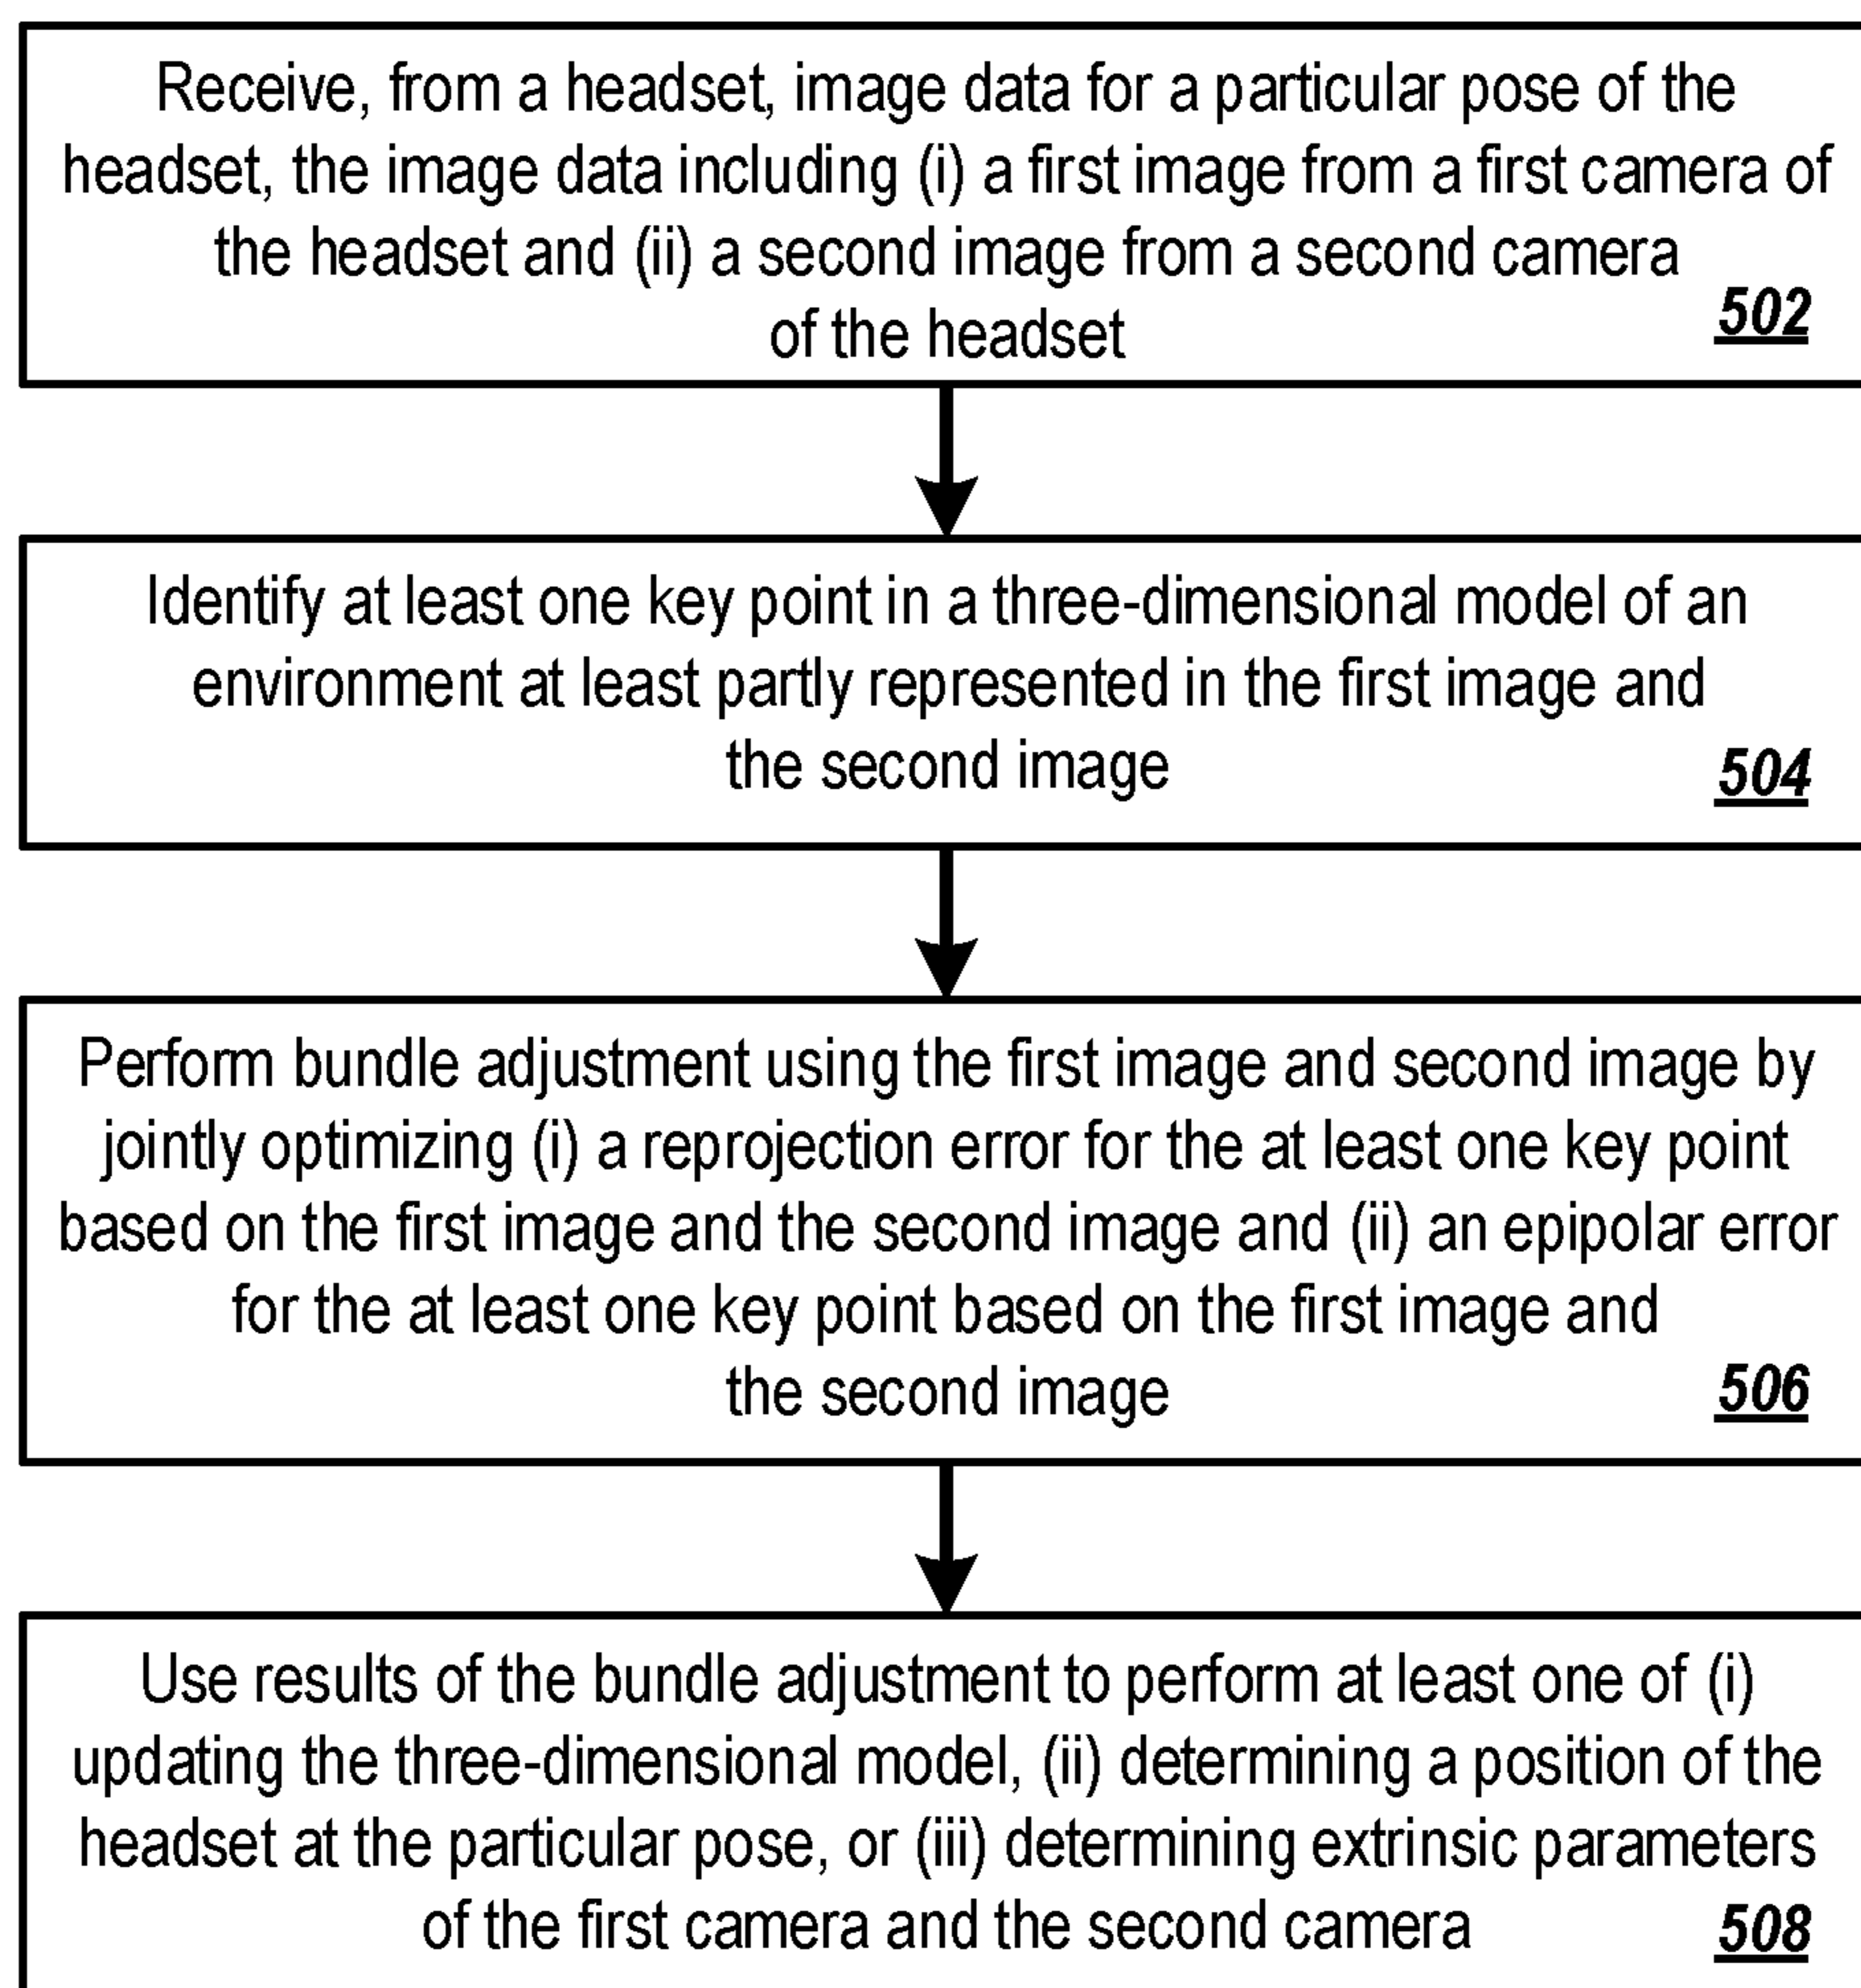 Receive, from a headset, image data for a particular pose of the
headset, the image data including (i) a first image from a first camera of
the headset and (ii) a second image from a second camera
of the headset
502
Identify at least one key point in a three-dimensional model of an
environment at least partly represented in the first image and
the second image
504
Perform bundle adjustment using the first image and second image by
jointly optimizing (i) a reprojection error for the at least one key point
based on the first image and the second image and (ii) an epipolar error
for the at least one key point based on the first image and
the second image
506
Use results of the bundle adjustment to perform at least one of (i)
updating the three-dimensional model, (ii) determining a position of the
headset at the particular pose, or (iii) determining extrinsic parameters
of the first camera and the second camera
508